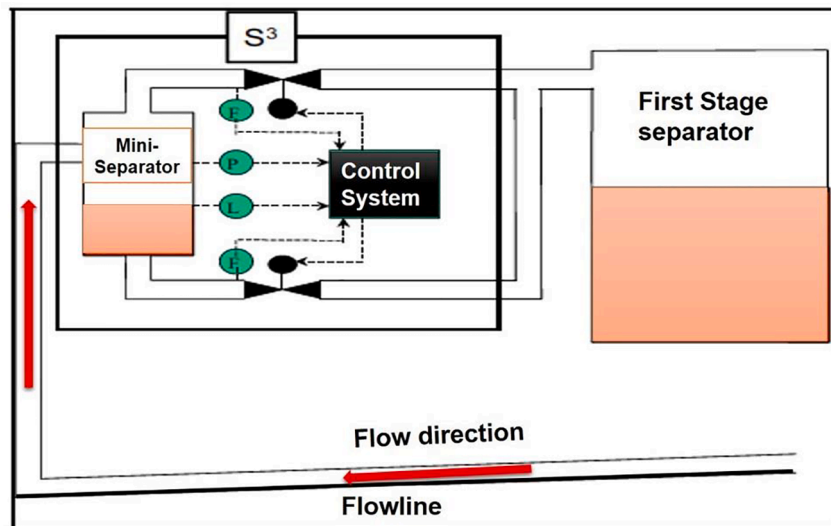 S³
First Stage
separator
F
Mini-
Separator
P
Control
System
L
F
Flow direction
Flowline